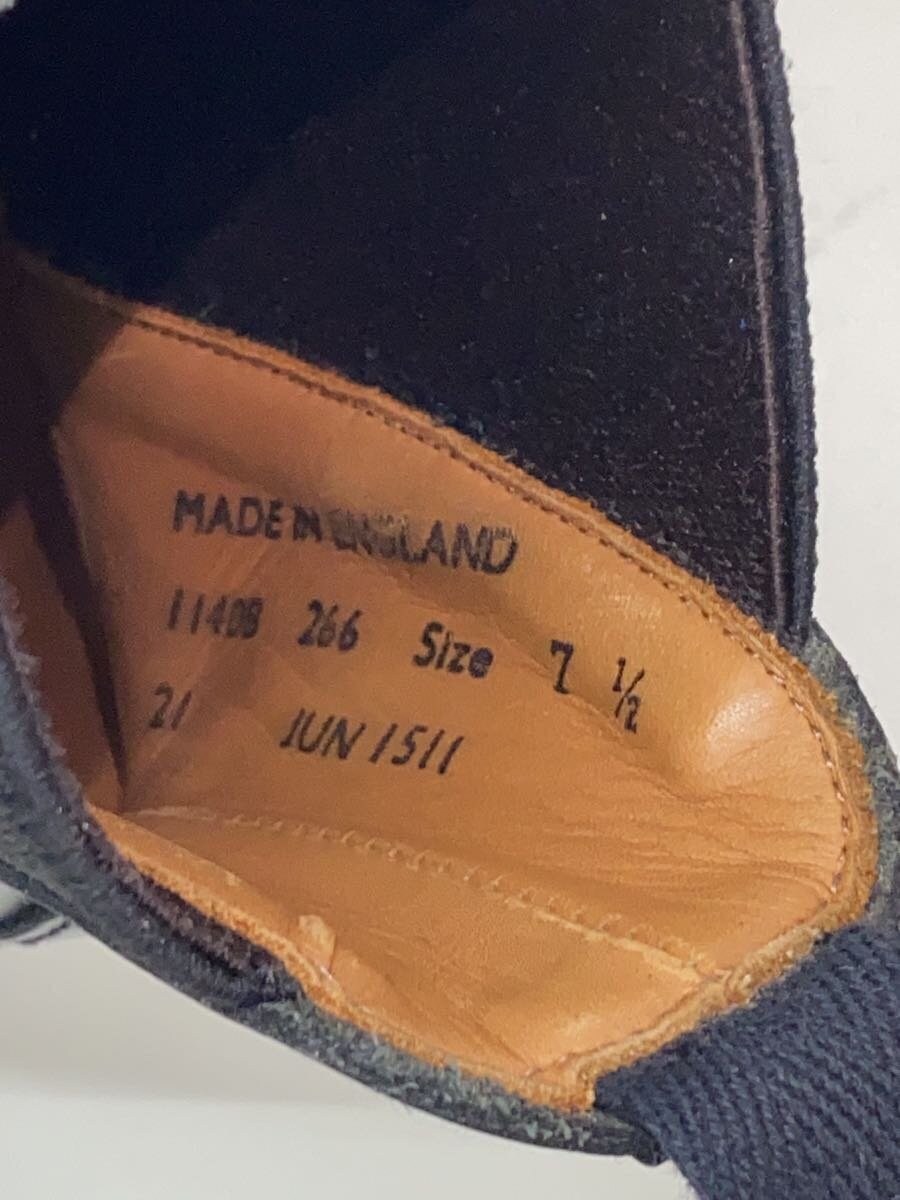 MADE IN ENGLAND
11408 266 Size 7 ½
21 JUN 1511